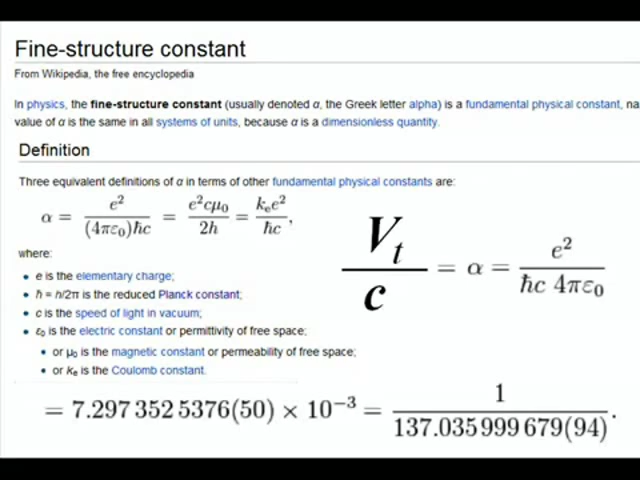 Fine-structure constant
From Wikipedia, the free encyclopedia
In physics, the fine-structure constant (usually denoted α, the Greek letter alpha) is a fundamental physical constant, na
value of α is the same in all systems of units, because α is a dimensionless quantity.
Definition
Three equivalent definitions of α in terms of other fundamental physical constants are:
α = e² / (4πε₀)ħc = e²cμ₀ / 2h = kₑe² / ħc,
where:
V_t / c = α = e² / ħc 4πε₀
• e is the elementary charge;
• ħ = h/2π is the reduced Planck constant;
• c is the speed of light in vacuum;
• ε₀ is the electric constant or permittivity of free space;
• or μ₀ is the magnetic constant or permeability of free space;
• or kₑ is the Coulomb constant.
= 7.297 352 5376(50) × 10⁻³ = 1 / 137.035 999 679(94).